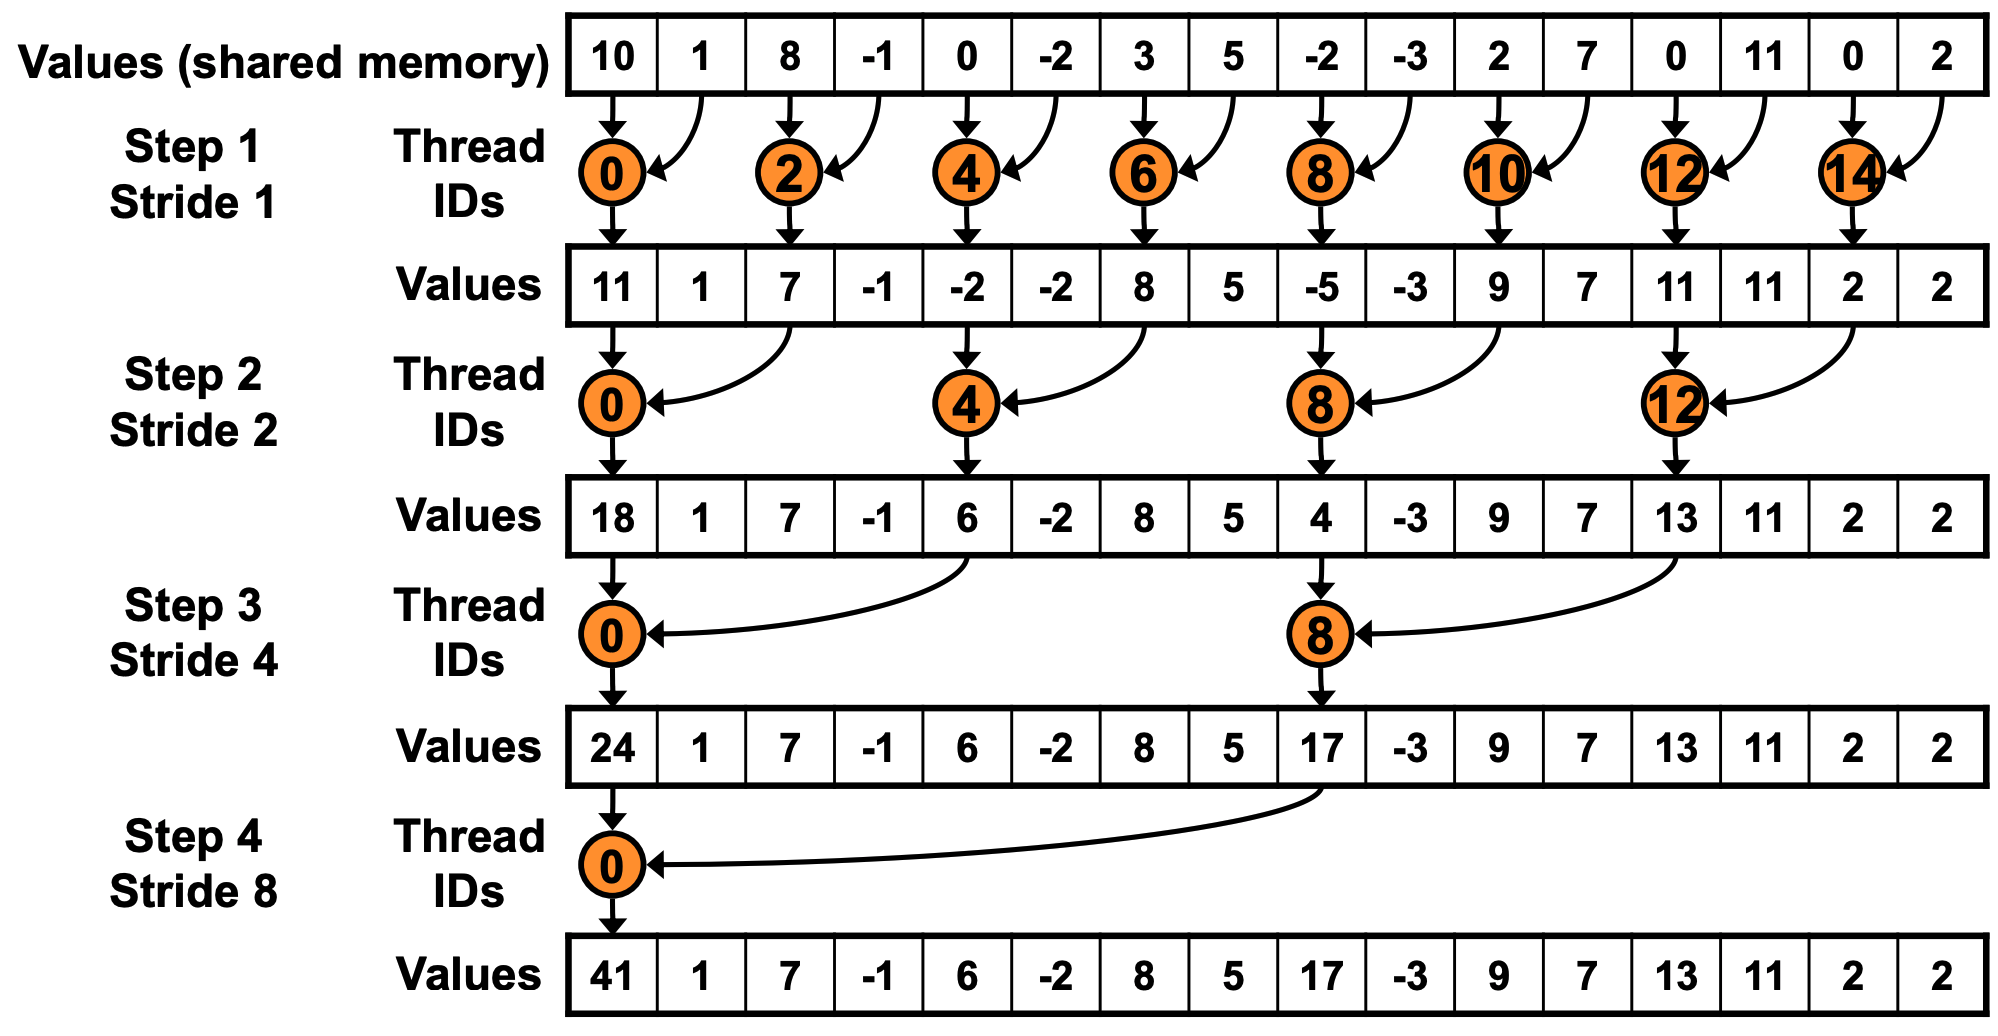 Values (shared memory) 10 1 8 -1 0 -2 3 5 -2 -3 2 7 0 11 0 2
Step 1 Thread
Stride 1 IDs
0 2 4 6 8 10 12 14
Values 11 1 7 -1 -2 -2 8 5 -5 -3 9 7 11 11 2 2
Step 2 Thread
Stride 2 IDs
0 4 8 12
Values 18 1 7 -1 6 -2 8 5 4 -3 9 7 13 11 2 2
Step 3 Thread
Stride 4 IDs
0 8
Values 24 1 7 -1 6 -2 8 5 17 -3 9 7 13 11 2 2
Step 4 Thread
Stride 8 IDs
0
Values 41 1 7 -1 6 -2 8 5 17 -3 9 7 13 11 2 2